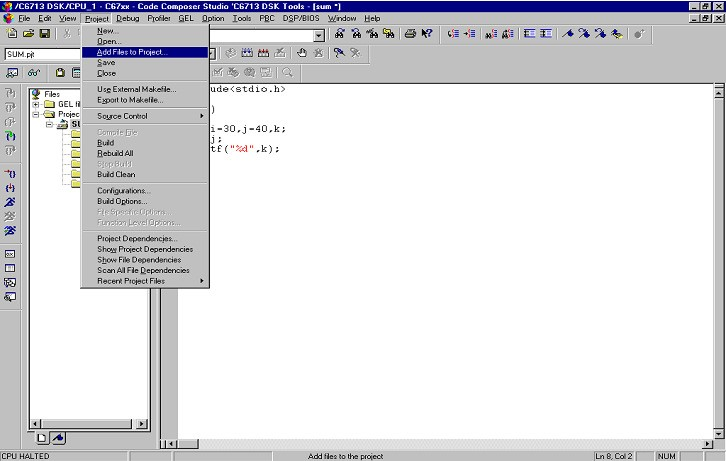 /C6713 DSK/CPU_1 - C67xx - Code Composer Studio 'C6713 DSK Tools - [sum *]
File Edit View Project Debug Profiler GEL Option Tools PBC DSP/BIOS Window Help
New...
Open...
SUM.pjt
Add Files to Project...
Save
Close
Use External Makefile...
Export to Makefile...
Source Control
Compile File
Build
Rebuild All
Stop Build
Build Clean
Configurations...
Build Options...
File Specific Options...
Function Level Options...
Project Dependencies...
Show Project Dependencies
Show File Dependencies
Scan All File Dependencies
Recent Project Files
Files
GEL fil
Projec
SU
ude<stdio.h>
)
i=30,j=40,k;
j;
tf("%d",k);
CPU HALTED
Add files to the project
Ln 8, Col 2
NUM